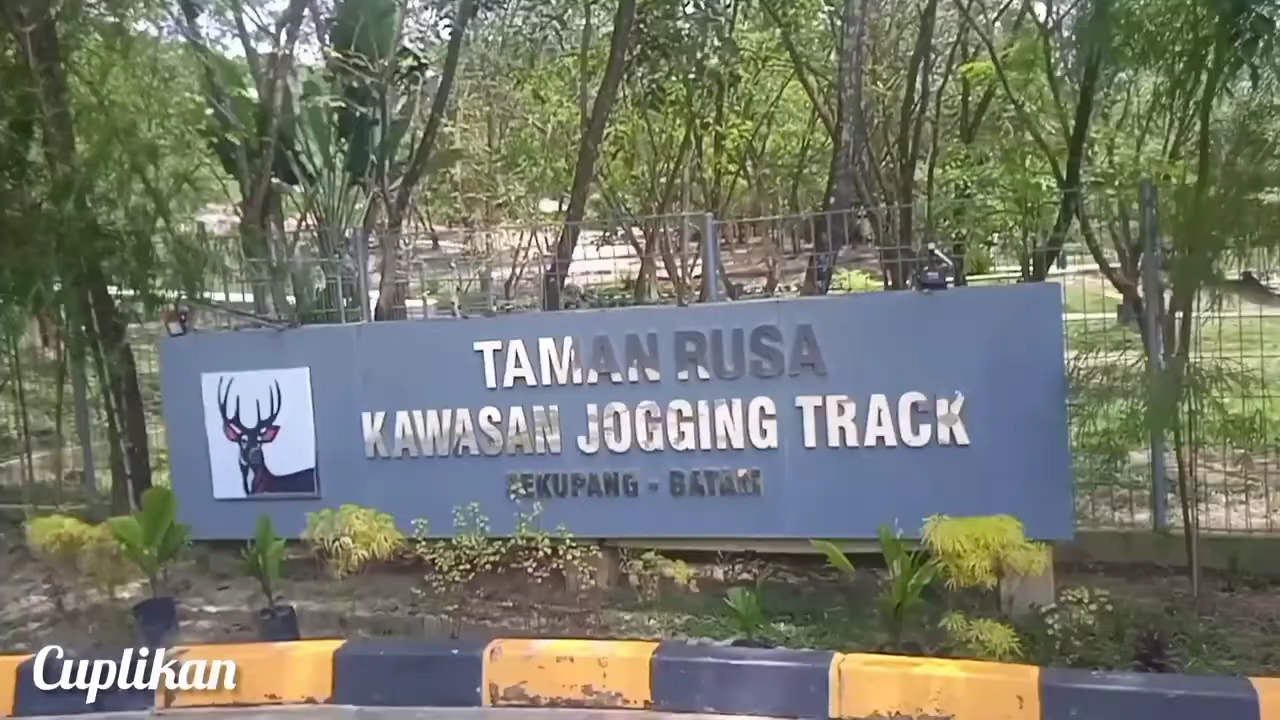 TAMAN RUSA
KAWASAN JOGGING TRACK
SEKUPANG - BATAM
Cuplikan